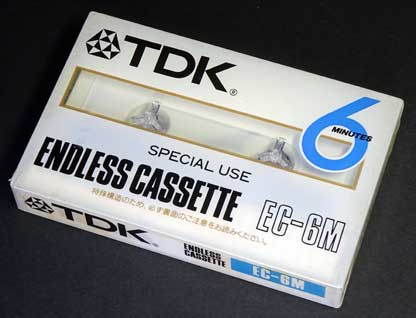 TDK®
6
MINUTES
SPECIAL USE
ENDLESS CASSETTE EC-6M
特殊構造のため、必ず裏面のご注意をお読みください。
TDK ENDLESS CASSETTE EC-6M